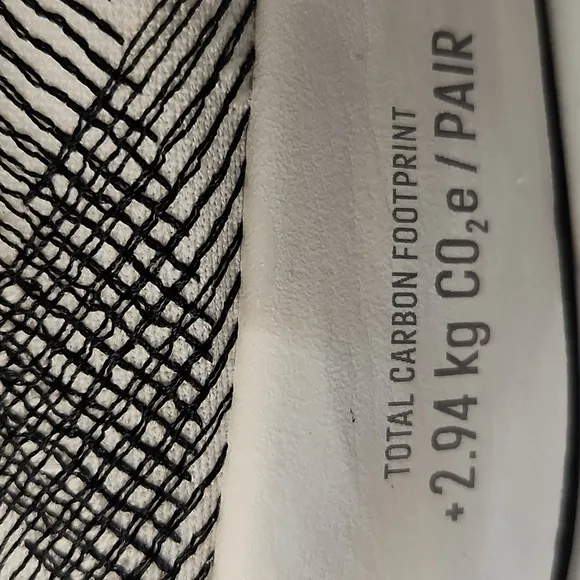 TOTAL CARBON FOOTPRINT
+2.94 kg CO₂e / PAIR